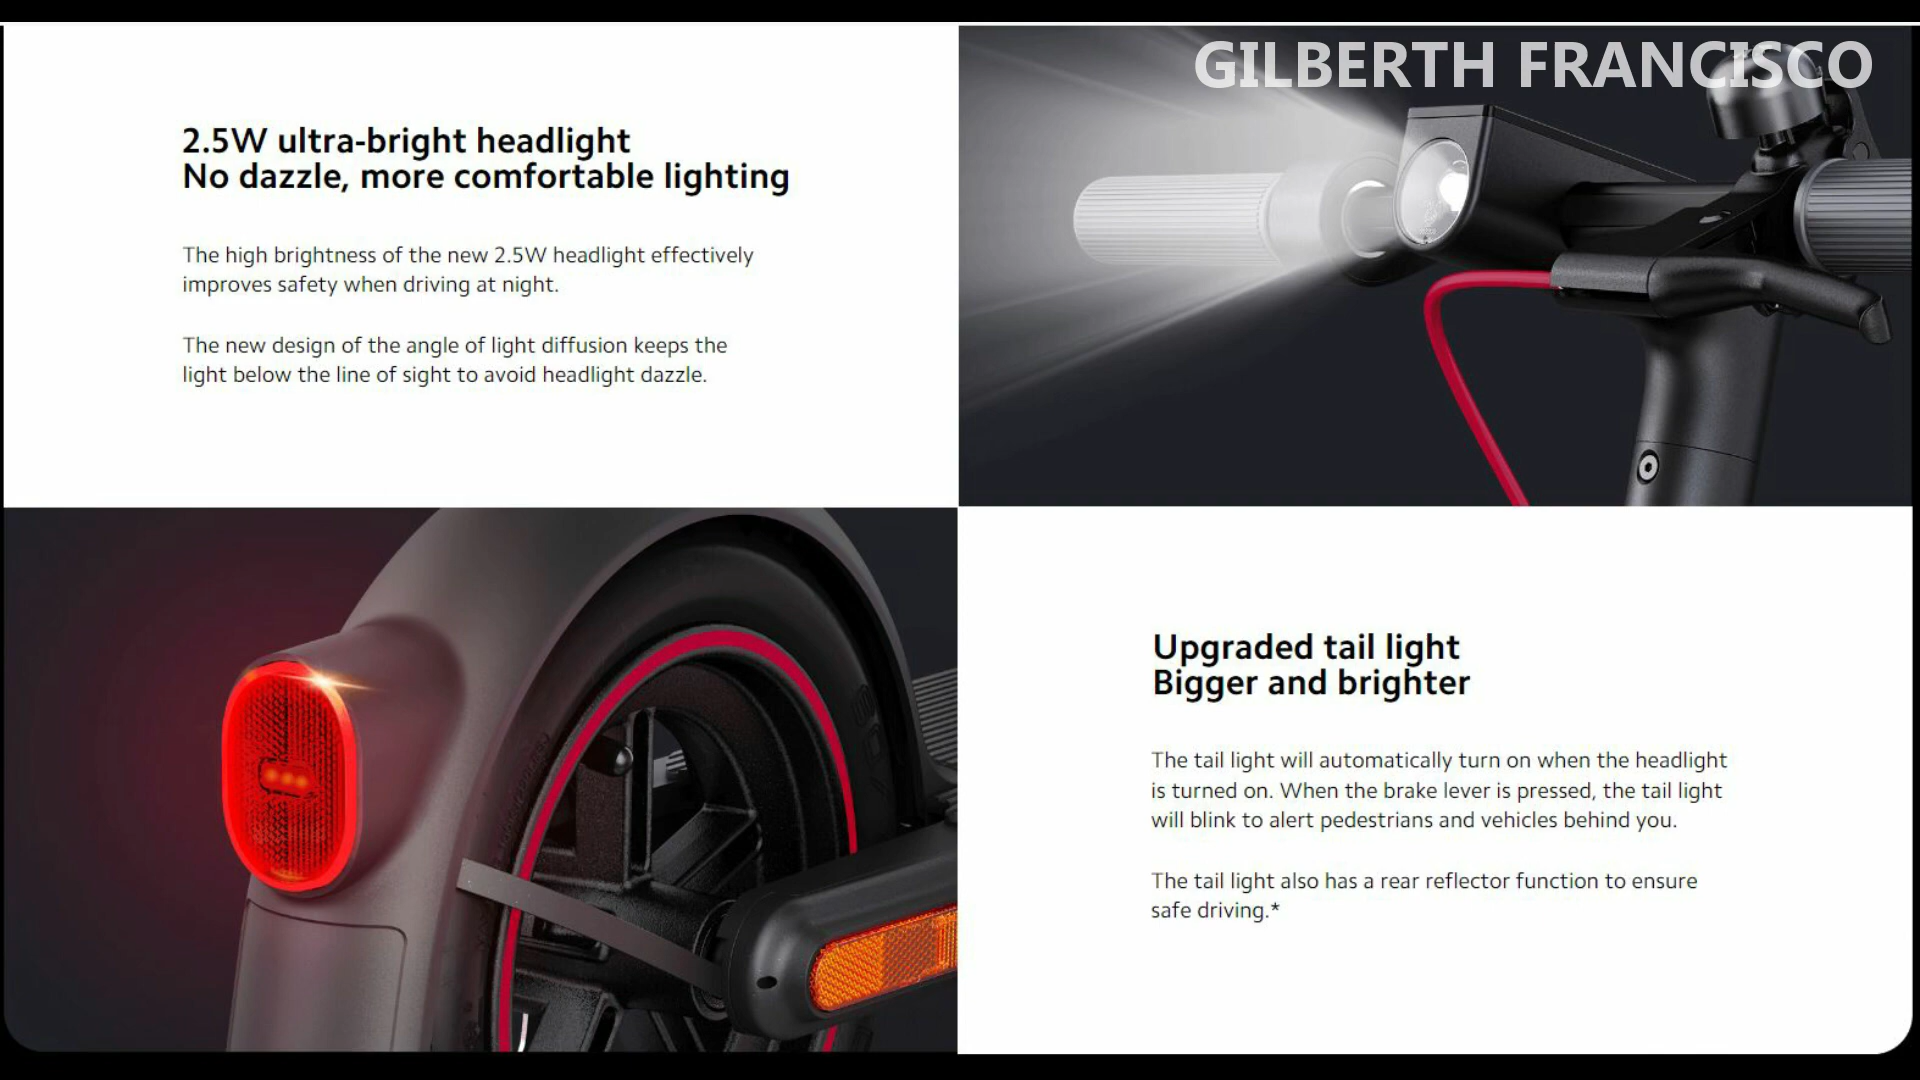 GILBERTH FRANCISCO
2.5W ultra-bright headlight
No dazzle, more comfortable lighting
The high brightness of the new 2.5W headlight effectively
improves safety when driving at night.
The new design of the angle of light diffusion keeps the
light below the line of sight to avoid headlight dazzle.
Upgraded tail light
Bigger and brighter
The tail light will automatically turn on when the headlight
is turned on. When the brake lever is pressed, the tail light
will blink to alert pedestrians and vehicles behind you.
The tail light also has a rear reflector function to ensure
safe driving.*